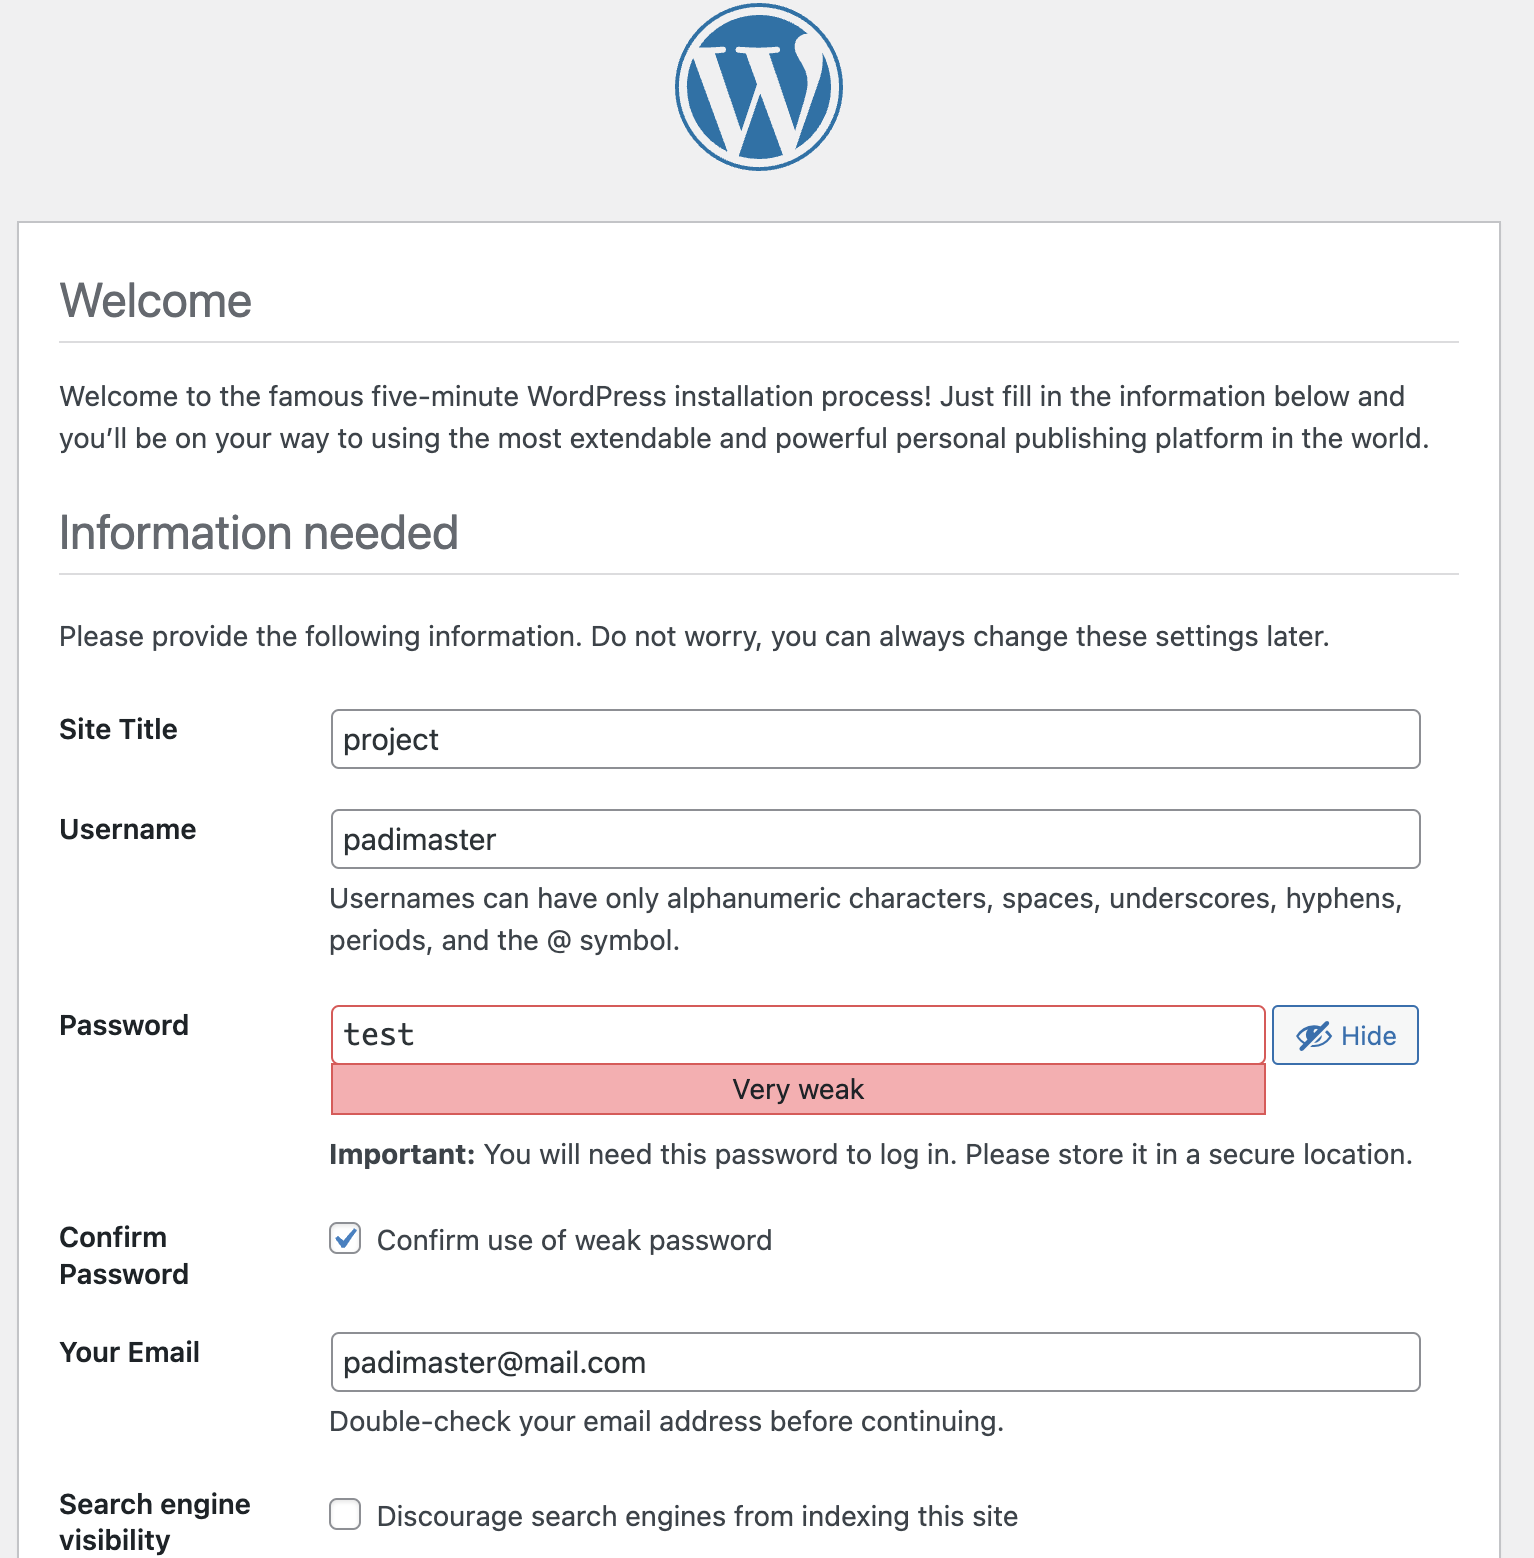 Welcome
Welcome to the famous five-minute WordPress installation process! Just fill in the information below and
you’ll be on your way to using the most extendable and powerful personal publishing platform in the world.
Information needed
Please provide the following information. Do not worry, you can always change these settings later.
Site Title
project
Username
padimaster
Usernames can have only alphanumeric characters, spaces, underscores, hyphens,
periods, and the @ symbol.
Password
test
Hide
Very weak
Important: You will need this password to log in. Please store it in a secure location.
Confirm
Password
Confirm use of weak password
Your Email
padimaster@mail.com
Double-check your email address before continuing.
Search engine
visibility
Discourage search engines from indexing this site